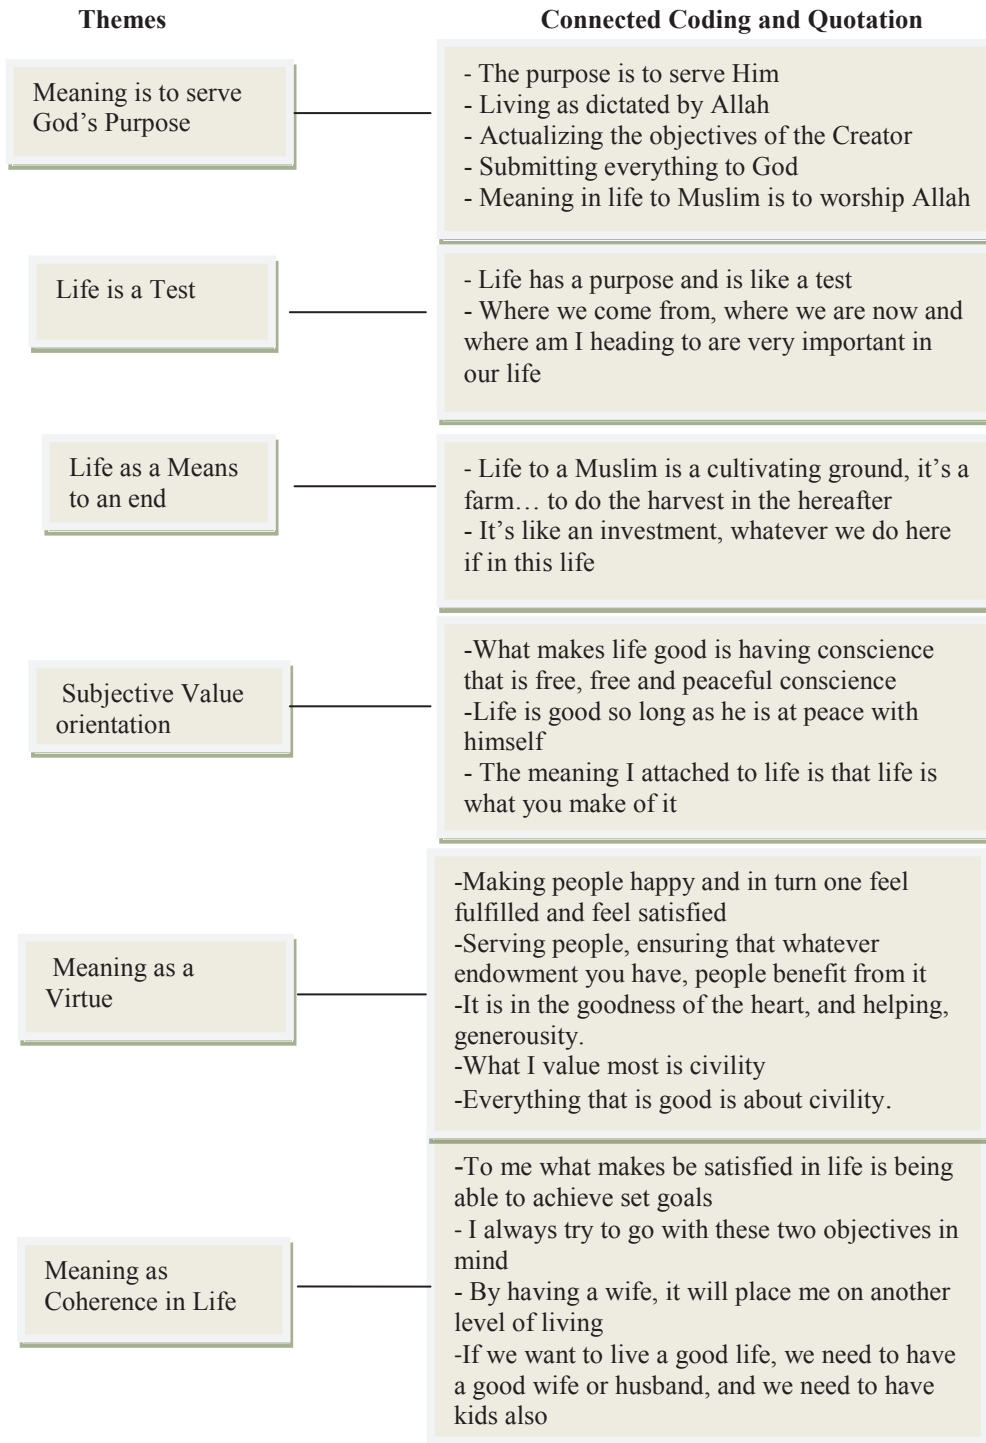 Themes
Connected Coding and Quotation
Meaning is to serve
God’s Purpose
- The purpose is to serve Him
- Living as dictated by Allah
- Actualizing the objectives of the Creator
- Submitting everything to God
- Meaning in life to Muslim is to worship Allah
Life is a Test
- Life has a purpose and is like a test
- Where we come from, where we are now and
where am I heading to are very important in
our life
Life as a Means
to an end
- Life to a Muslim is a cultivating ground, it’s a
farm… to do the harvest in the hereafter
- It’s like an investment, whatever we do here
if in this life
Subjective Value
orientation
-What makes life good is having conscience
that is free, free and peaceful conscience
-Life is good so long as he is at peace with
himself
- The meaning I attached to life is that life is
what you make of it
Meaning as a
Virtue
-Making people happy and in turn one feel
fulfilled and feel satisfied
-Serving people, ensuring that whatever
endowment you have, people benefit from it
-It is in the goodness of the heart, and helping,
generousity.
-What I value most is civility
-Everything that is good is about civility.
Meaning as
Coherence in Life
-To me what makes be satisfied in life is being
able to achieve set goals
- I always try to go with these two objectives in
mind
- By having a wife, it will place me on another
level of living
-If we want to live a good life, we need to have
a good wife or husband, and we need to have
kids also